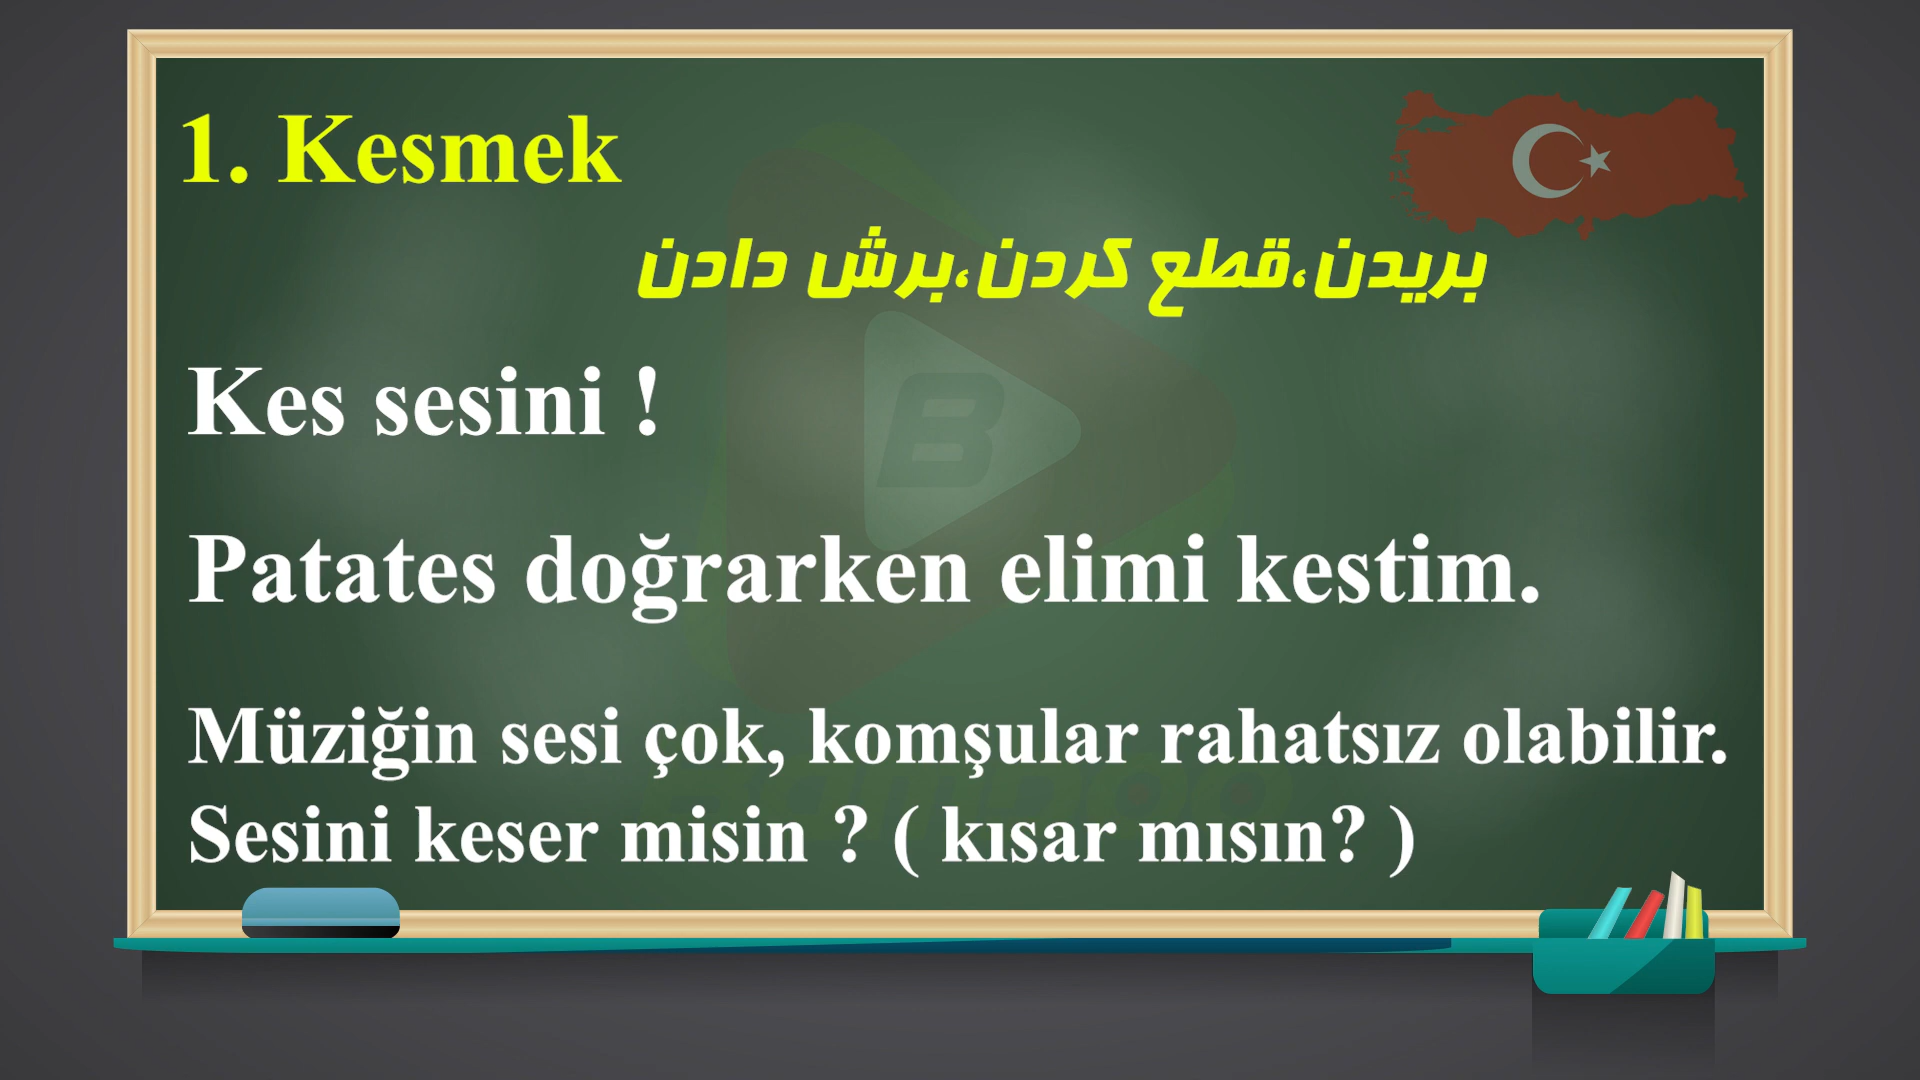 1. Kesmek
بریدن،قطع کردن،برش دادن
Kes sesini !
Patates doğrarken elimi kestim.
Müziğin sesi çok, komşular rahatsız olabilir.
Sesini keser misin ? ( kısar mısın? )
B